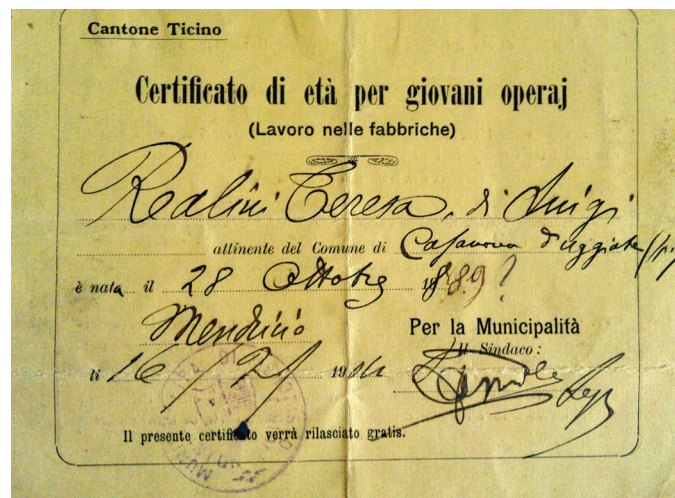 Cantone Ticino
Certificato di età per giovani operaj
(Lavoro nelle fabbriche)
Realini Teresa, di Luigi
attinente del Comune di Casanova d'Uggiate
è nata il 28 Ottobre 1889 ?
Mendrisio Per la Municipalità
Il Sindaco:
li 16/2/ 1914
Il presente certificato verrà rilasciato gratis.